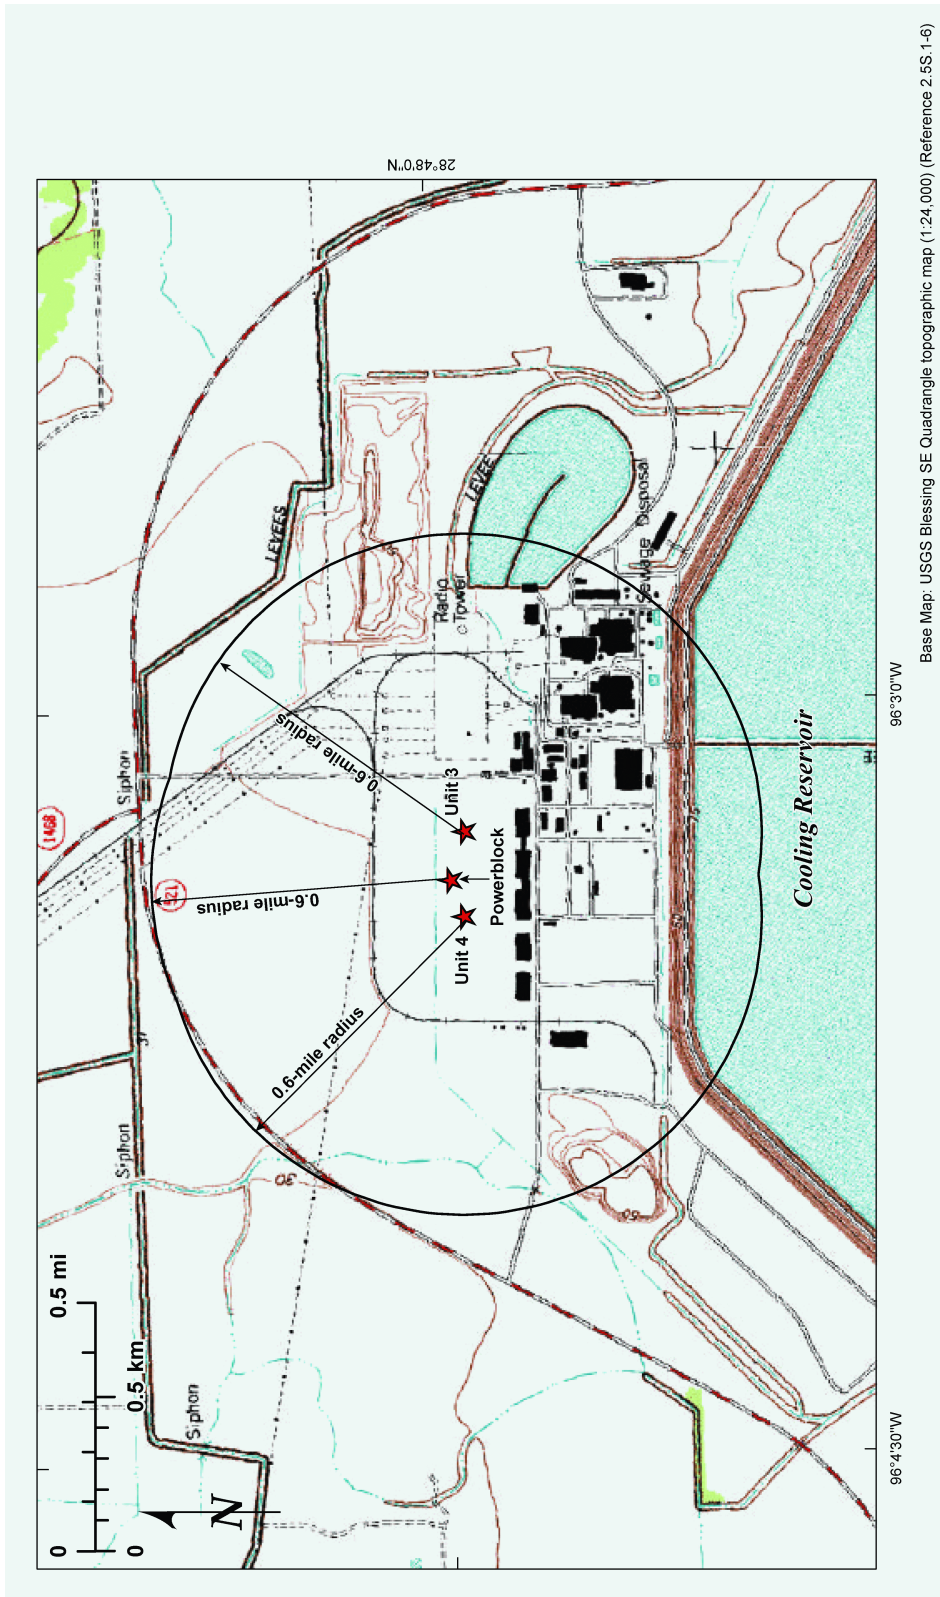 28°48'0"N
1468
Siphon
521
LEVEES
LEVEE
Radio
Tower
Sewage Disposal
0.6-mile radius
0.6-mile radius
0.6-mile radius
Unit 3
Unit 4
Powerblock
Cooling Reservoir
Siphon
30
50
50
Siphon
0 0.5 mi
0 0.5 km
N
96°3'0"W
96°4'30"W
Base Map: USGS Blessing SE Quadrangle topographic map (1:24,000) (Reference 2.5S.1-6)